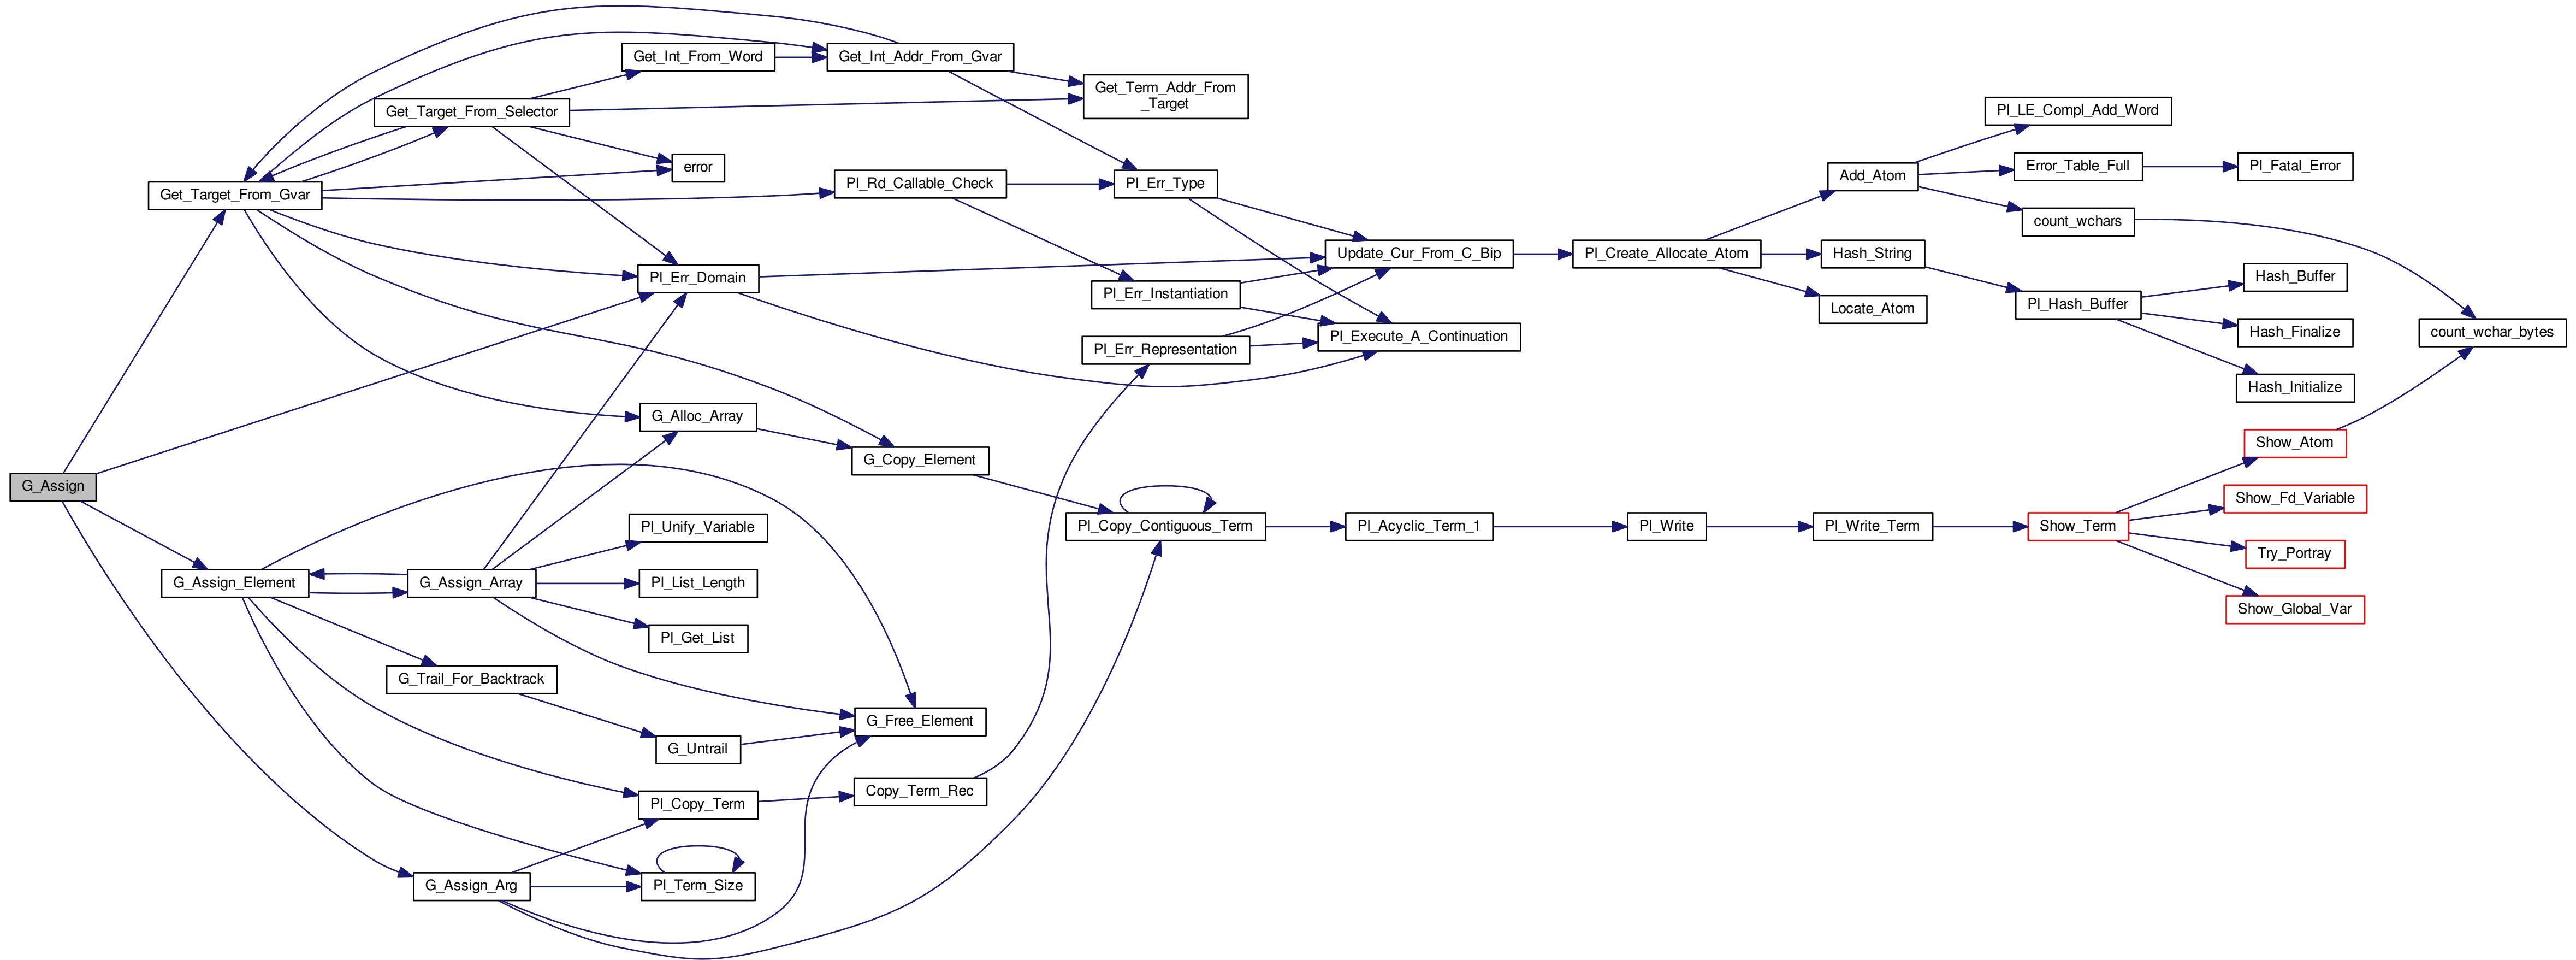 G_Assign
Get_Target_From_Gvar
G_Assign_Element
Get_Target_From_Selector
G_Assign_Array
G_Trail_For_Backtrack
G_Assign_Arg
Get_Int_From_Word
error
Pl_Err_Domain
G_Alloc_Array
Pl_Unify_Variable
Pl_List_Length
Pl_Get_List
G_Untrail
Pl_Copy_Term
Pl_Term_Size
Get_Int_Addr_From_Gvar
Pl_Rd_Callable_Check
G_Copy_Element
G_Free_Element
Copy_Term_Rec
Get_Term_Addr_From
_Target
Pl_Err_Type
Pl_Err_Instantiation
Pl_Err_Representation
Pl_Copy_Contiguous_Term
Update_Cur_From_C_Bip
Pl_Execute_A_Continuation
Pl_Acyclic_Term_1
Pl_Create_Allocate_Atom
Pl_Write
Add_Atom
Hash_String
Locate_Atom
Pl_Write_Term
Pl_LE_Compl_Add_Word
Error_Table_Full
count_wchars
Pl_Hash_Buffer
Show_Term
Pl_Fatal_Error
Hash_Buffer
Hash_Finalize
Hash_Initialize
Show_Atom
Show_Fd_Variable
Try_Portray
Show_Global_Var
count_wchar_bytes